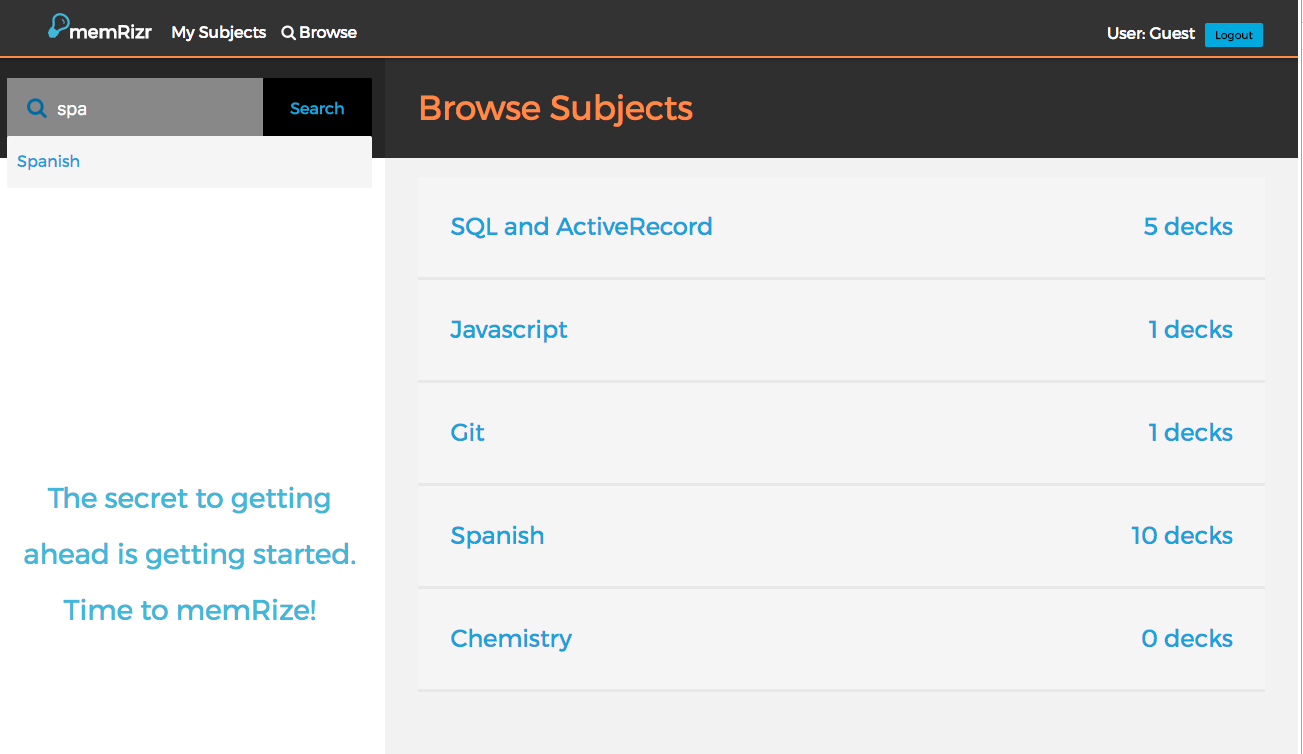 memRizr My Subjects Browse User: Guest Logout
spa Search
Spanish
Browse Subjects
SQL and ActiveRecord 5 decks
Javascript 1 decks
Git 1 decks
Spanish 10 decks
Chemistry 0 decks
The secret to getting
ahead is getting started.
Time to memRize!